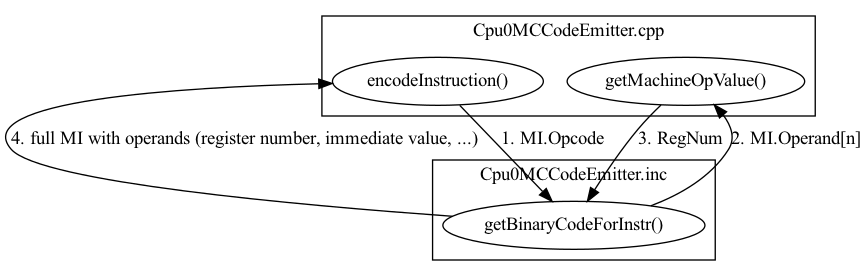 Cpu0MCCodeEmitter.cpp
encodeInstruction()
getMachineOpValue()
4. full MI with operands (register number, immediate value, ...)
1. MI.Opcode
3. RegNum
2. MI.Operand[n]
Cpu0MCCodeEmitter.inc
getBinaryCodeForInstr()